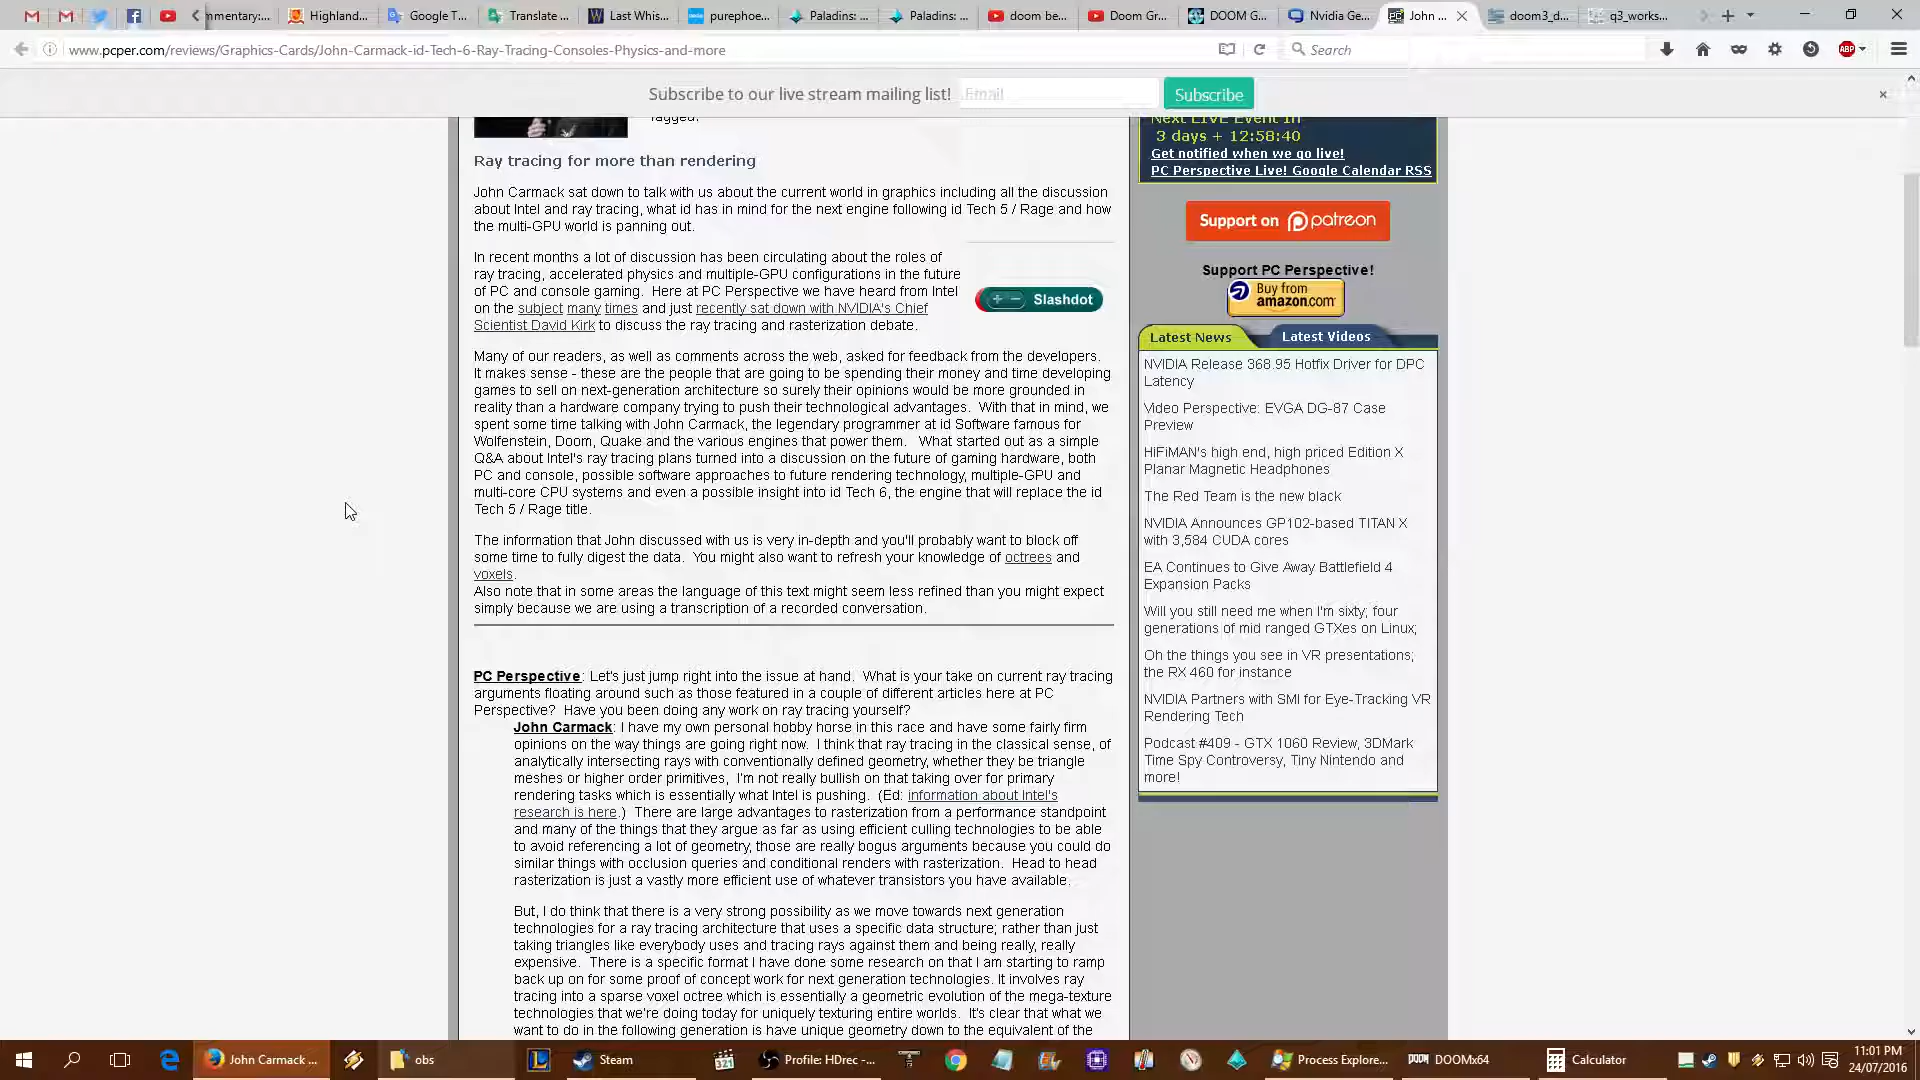 mmentary:...
Highland...
Google T...
Translate ...
Last Whis...
purephoe...
Paladins: ...
Paladins: ...
doom be...
Doom Gr...
DOOM G...
Nvidia Ge...
John ...
doom3_d...
q3_works...
www.pcper.com/reviews/Graphics-Cards/John-Carmack-id-Tech-6-Ray-Tracing-Consoles-Physics-and-more
Search
ABP
Subscribe to our live stream mailing list!
Email
Subscribe
Tagged:
Ray tracing for more than rendering
John Carmack sat down to talk with us about the current world in graphics including all the discussion
about Intel and ray tracing, what id has in mind for the next engine following id Tech 5 / Rage and how
the multi-GPU world is panning out.
In recent months a lot of discussion has been circulating about the roles of
ray tracing, accelerated physics and multiple-GPU configurations in the future
of PC and console gaming.  Here at PC Perspective we have heard from Intel
on the subject many times and just recently sat down with NVIDIA's Chief
Scientist David Kirk to discuss the ray tracing and rasterization debate.
Slashdot
Many of our readers, as well as comments across the web, asked for feedback from the developers.
It makes sense - these are the people that are going to be spending their money and time developing
games to sell on next-generation architecture so surely their opinions would be more grounded in
reality than a hardware company trying to push their technological advantages.  With that in mind, we
spent some time talking with John Carmack, the legendary programmer at id Software famous for
Wolfenstein, Doom, Quake and the various engines that power them.   What started out as a simple
Q&A about Intel's ray tracing plans turned into a discussion on the future of gaming hardware, both
PC and console, possible software approaches to future rendering technology, multiple-GPU and
multi-core CPU systems and even a possible insight into id Tech 6, the engine that will replace the id
Tech 5 / Rage title.
The information that John discussed with us is very in-depth and you'll probably want to block off
some time to fully digest the data.  You might also want to refresh your knowledge of octrees and
voxels.
Also note that in some areas the language of this text might seem less refined than you might expect
simply because we are using a transcription of a recorded conversation.
PC Perspective: Let's just jump right into the issue at hand.  What is your take on current ray tracing
arguments floating around such as those featured in a couple of different articles here at PC
Perspective?  Have you been doing any work on ray tracing yourself?
John Carmack: I have my own personal hobby horse in this race and have some fairly firm
opinions on the way things are going right now.  I think that ray tracing in the classical sense, of
analytically intersecting rays with conventionally defined geometry, whether they be triangle
meshes or higher order primitives,  I'm not really bullish on that taking over for primary
rendering tasks which is essentially what Intel is pushing.  (Ed: information about Intel's
research is here.)  There are large advantages to rasterization from a performance standpoint
and many of the things that they argue as far as using efficient culling technologies to be able
to avoid referencing a lot of geometry, those are really bogus arguments because you could do
similar things with occlusion queries and conditional renders with rasterization.  Head to head
rasterization is just a vastly more efficient use of whatever transistors you have available.
But, I do think that there is a very strong possibility as we move towards next generation
technologies for a ray tracing architecture that uses a specific data structure, rather than just
taking triangles like everybody uses and tracing rays against them and being really, really
expensive.  There is a specific format I have done some research on that I am starting to ramp
back up on for some proof of concept work for next generation technologies. It involves ray
tracing into a sparse voxel octree which is essentially a geometric evolution of the mega-texture
technologies that we're doing today for uniquely texturing entire worlds.  It's clear that what we
want to do in the following generation is have unique geometry down to the equivalent of the
Next LIVE Event in
3 days + 12:58:40
Get notified when we go live!
PC Perspective Live! Google Calendar RSS
Support on patreon
Support PC Perspective!
Buy from
amazon.com
Latest News
Latest Videos
NVIDIA Release 368.95 Hotfix Driver for DPC
Latency
Video Perspective: EVGA DG-87 Case
Preview
HIFiMAN's high end, high priced Edition X
Planar Magnetic Headphones
The Red Team is the new black
NVIDIA Announces GP102-based TITAN X
with 3,584 CUDA cores
EA Continues to Give Away Battlefield 4
Expansion Packs
Will you still need me when I'm sixty; four
generations of mid ranged GTXes on Linux;
Oh the things you see in VR presentations;
the RX 460 for instance
NVIDIA Partners with SMI for Eye-Tracking VR
Rendering Tech
Podcast #409 - GTX 1060 Review, 3DMark
Time Spy Controversy, Tiny Nintendo and
more!
John Carmack ...
obs
Steam
321
Profile: HDrec -...
Process Explore...
DOOM
DOOMx64
Calculator
11:01 PM
24/07/2016